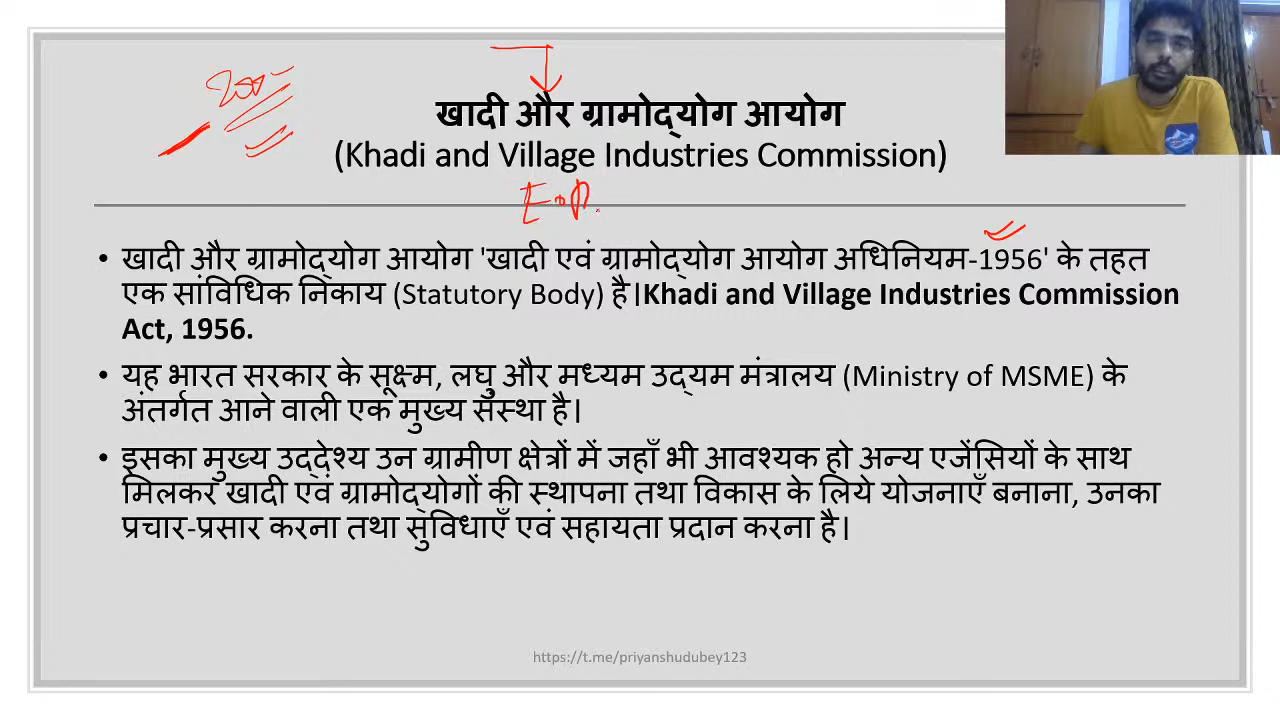 खादी और ग्रामोद्योग आयोग
(Khadi and Village Industries Commission)
• खादी और ग्रामोद्योग आयोग 'खादी एवं ग्रामोद्योग आयोग अधिनियम-1956' के तहत
एक सांविधिक निकाय (Statutory Body) है।Khadi and Village Industries Commission
Act, 1956.
• यह भारत सरकार के सूक्ष्म, लघु और मध्यम उद्यम मंत्रालय (Ministry of MSME) के
अंतर्गत आने वाली एक मुख्य संस्था है।
• इसका मुख्य उद्देश्य उन ग्रामीण क्षेत्रों में जहाँ भी आवश्यक हो अन्य एजेंसियों के साथ
मिलकर खादी एवं ग्रामोद्योगों की स्थापना तथा विकास के लिये योजनाएँ बनाना, उनका
प्रचार-प्रसार करना तथा सुविधाएँ एवं सहायता प्रदान करना है।
https://t.me/priyanshudubey123